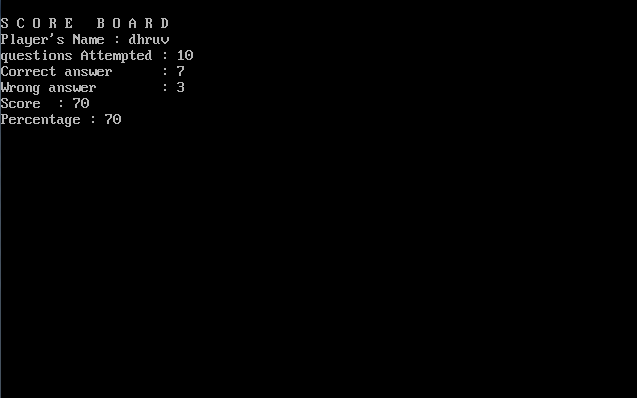 S C O R E   B O A R D
Player's Name : dhruv
questions Attempted : 10
Correct answer      : 7
Wrong answer        : 3
Score  : 70
Percentage : 70